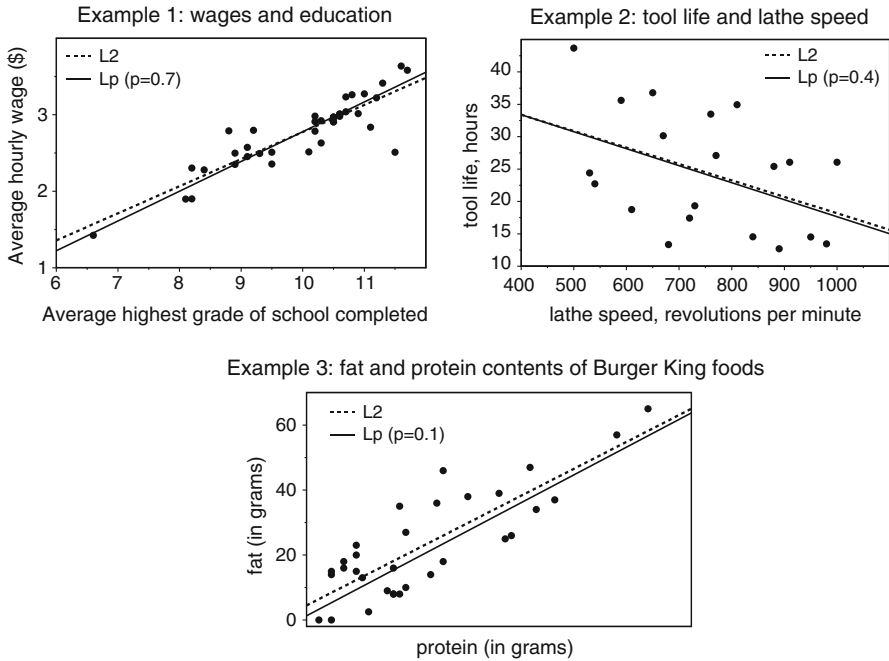 Example 1: wages and education
L2
Lp (p=0.7)
Average hourly wage ($)
3
2
1
6 7 8 9 10 11
Average highest grade of school completed
Example 2: tool life and lathe speed
L2
Lp (p=0.4)
tool life, hours
40
35
30
25
20
15
10
400 500 600 700 800 900 1000
lathe speed, revolutions per minute
Example 3: fat and protein contents of Burger King foods
L2
Lp (p=0.1)
fat (in grams)
60
40
20
0
protein (in grams)